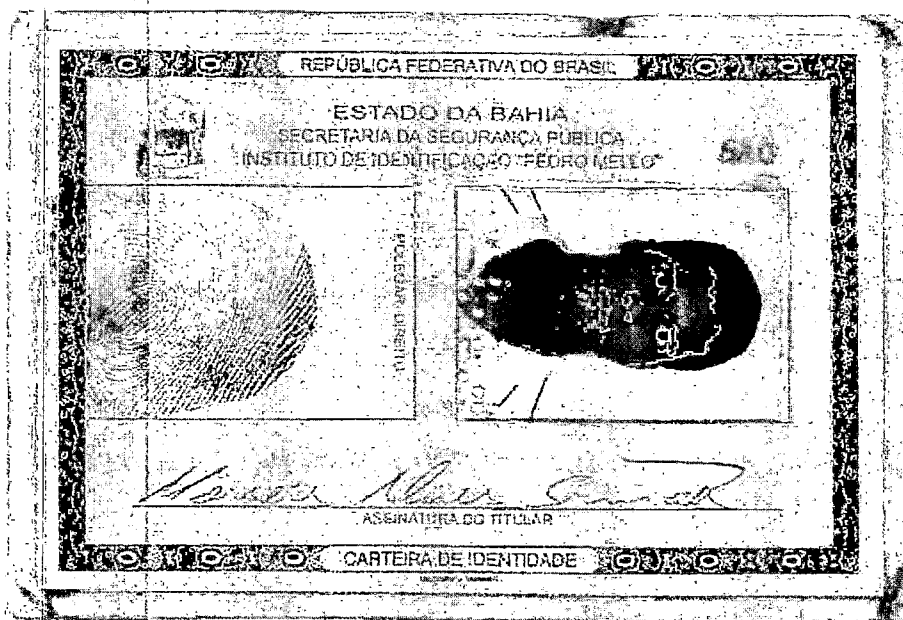 REPÚBLICA FEDERATIVA DO BRASIL
ESTADO DA BAHIA
SECRETARIA DA SEGURANÇA PÚBLICA
INSTITUTO DE IDENTIFICAÇÃO "PEDRO MELLO"
POLEGAR DIREITO
ASSINATURA DO TITULAR
CARTEIRA DE IDENTIDADE